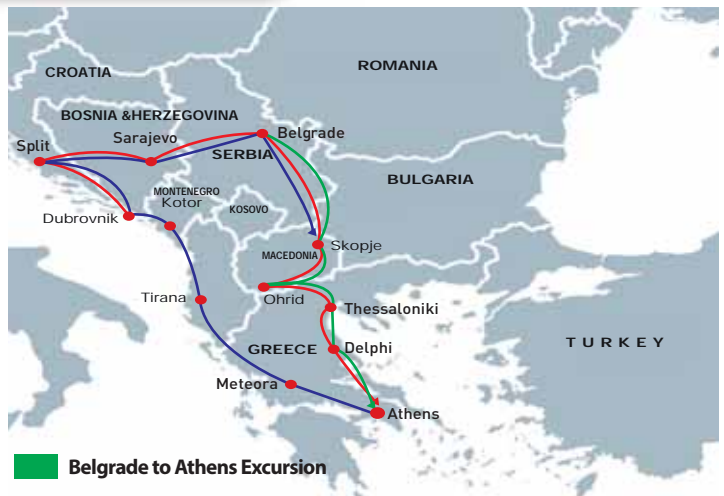 ROMANIA
CROATIA
BOSNIA &HERZEGOVINA
Sarajevo
Belgrade
Split
SERBIA
BULGARIA
MONTENEGRO
Kotor
KOSOVO
Dubrovnik
Skopje
MACEDONIA
Ohrid
Tirana
Thessaloniki
TURKEY
GREECE
Delphi
Meteora
Athens
Belgrade to Athens Excursion